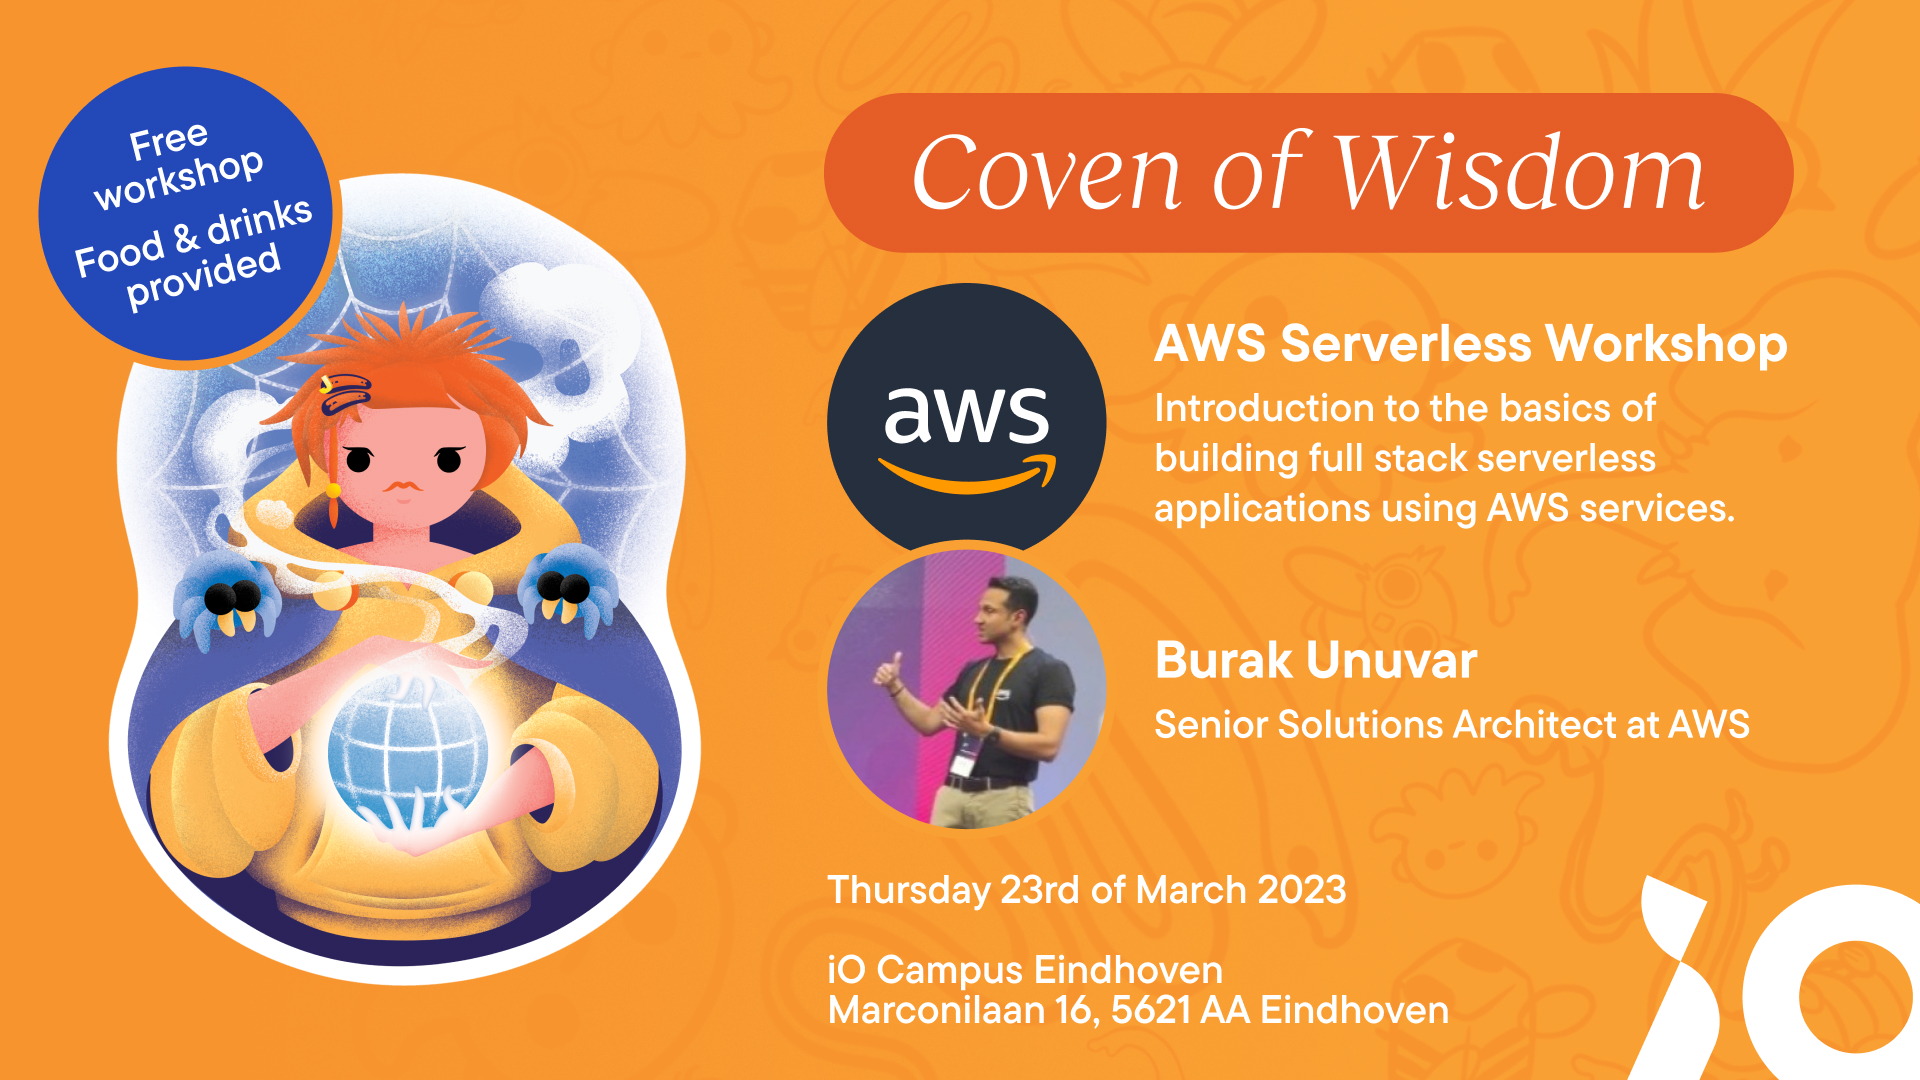 Free
workshop
Food & drinks
provided
Coven of Wisdom
aws
AWS Serverless Workshop
Introduction to the basics of
building full stack serverless
applications using AWS services.
Burak Unuvar
Senior Solutions Architect at AWS
Thursday 23rd of March 2023
iO Campus Eindhoven
Marconilaan 16, 5621 AA Eindhoven
iO